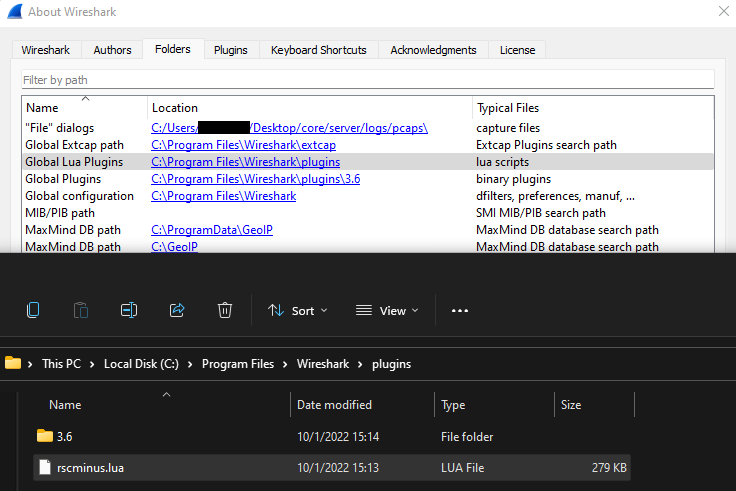 About Wireshark
Wireshark Authors Folders Plugins Keyboard Shortcuts Acknowledgments License
Filter by path
Name Location Typical Files
"File" dialogs C:/Users/ /Desktop/core/server/logs/pcaps\ capture files
Global Extcap path C:\Program Files\Wireshark\extcap Extcap Plugins search path
Global Lua Plugins C:\Program Files\Wireshark\plugins lua scripts
Global Plugins C:\Program Files\Wireshark\plugins\3.6 binary plugins
Global configuration C:\Program Files\Wireshark dfilters, preferences, manuf, ...
MIB/PIB path SMI MIB/PIB search path
MaxMind DB path C:\ProgramData\GeoIP MaxMind DB database search path
MaxMind DB path C:\GeoIP MaxMind DB database search path
Sort View
This PC > Local Disk (C:) > Program Files > Wireshark > plugins
Name Date modified Type Size
3.6 10/1/2022 15:14 File folder
rscminus.lua 10/1/2022 15:13 LUA File 279 KB